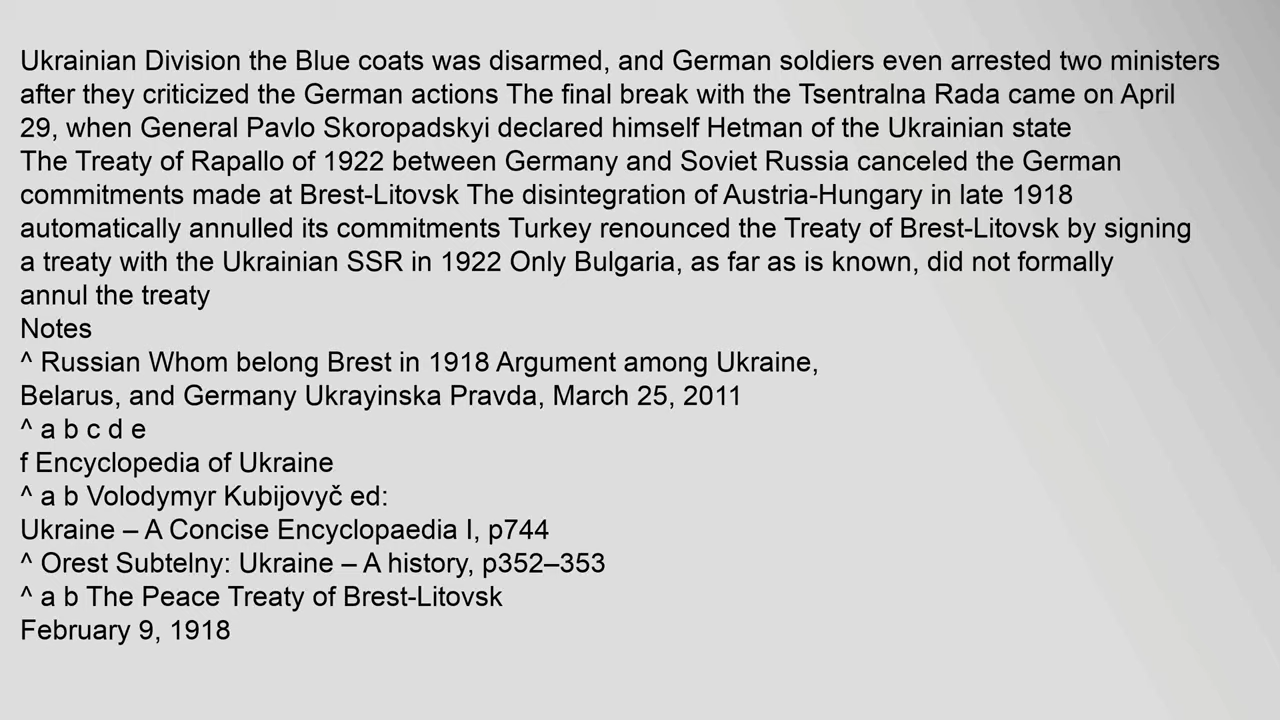 Ukrainian Division the Blue coats was disarmed, and German soldiers even arrested two ministers
after they criticized the German actions The final break with the Tsentralna Rada came on April
29, when General Pavlo Skoropadskyi declared himself Hetman of the Ukrainian state
The Treaty of Rapallo of 1922 between Germany and Soviet Russia canceled the German
commitments made at Brest-Litovsk The disintegration of Austria-Hungary in late 1918
automatically annulled its commitments Turkey renounced the Treaty of Brest-Litovsk by signing
a treaty with the Ukrainian SSR in 1922 Only Bulgaria, as far as is known, did not formally
annul the treaty
Notes
^ Russian Whom belong Brest in 1918 Argument among Ukraine,
Belarus, and Germany Ukrayinska Pravda, March 25, 2011
^ a b c d e
f Encyclopedia of Ukraine
^ a b Volodymyr Kubijovyč ed:
Ukraine – A Concise Encyclopaedia I, p744
^ Orest Subtelny: Ukraine – A history, p352–353
^ a b The Peace Treaty of Brest-Litovsk
February 9, 1918